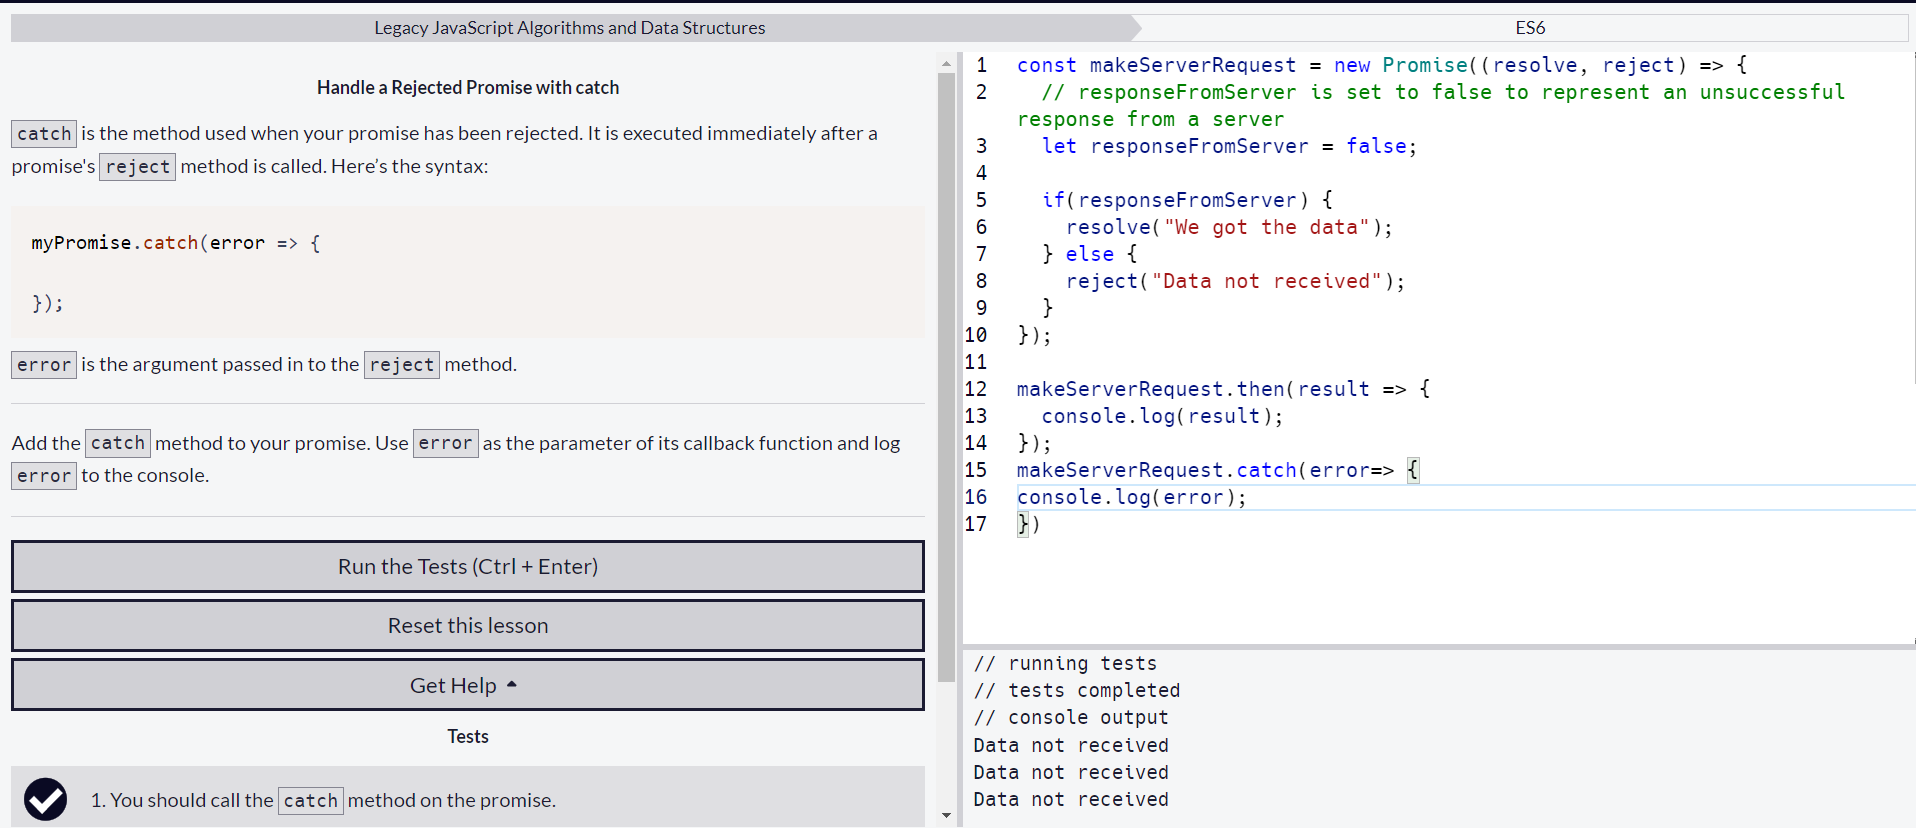 Legacy JavaScript Algorithms and Data Structures
ES6
Handle a Rejected Promise with catch
catch is the method used when your promise has been rejected. It is executed immediately after a
promise's reject method is called. Here’s the syntax:
myPromise.catch(error => {
});
error is the argument passed in to the reject method.
Add the catch method to your promise. Use error as the parameter of its callback function and log
error to the console.
Run the Tests (Ctrl + Enter)
Reset this lesson
Get Help
Tests
1. You should call the catch method on the promise.
1 const makeServerRequest = new Promise((resolve, reject) => {
2 // responseFromServer is set to false to represent an unsuccessful
response from a server
3 let responseFromServer = false;
4
5 if(responseFromServer) {
6 resolve("We got the data");
7 } else {
8 reject("Data not received");
9 }
10 });
11
12 makeServerRequest.then(result => {
13 console.log(result);
14 });
15 makeServerRequest.catch(error=> {
16 console.log(error);
17 })
// running tests
// tests completed
// console output
Data not received
Data not received
Data not received